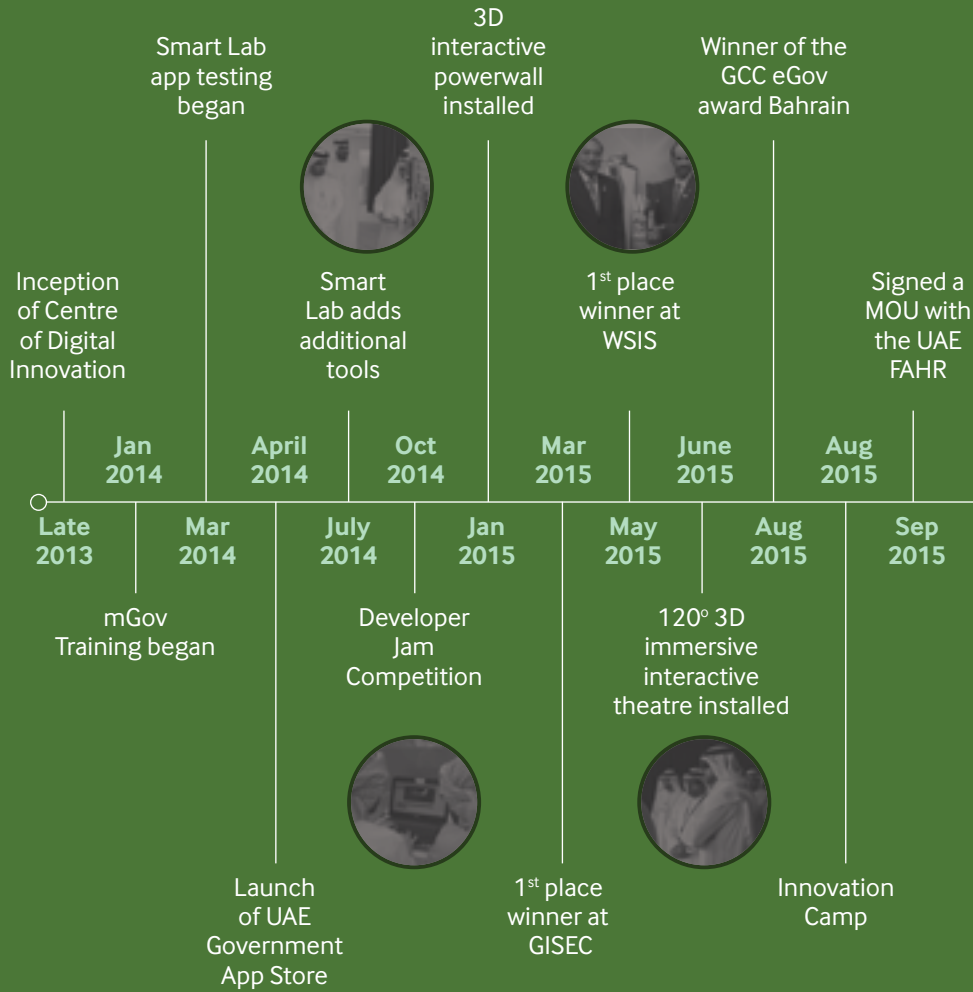 Smart Lab
app testing
began
3D
interactive
powerwall
installed
Winner of the
GCC eGov
award Bahrain
Inception
of Centre
of Digital
Innovation
Smart
Lab adds
additional
tools
1st place
winner at
WSIS
Signed a
MOU with
the UAE
FAHR
Jan
2014
April
2014
Oct
2014
Mar
2015
June
2015
Aug
2015
Late
2013
Mar
2014
July
2014
Jan
2015
May
2015
Aug
2015
Sep
2015
mGov
Training began
Developer
Jam
Competition
120° 3D
immersive
interactive
theatre installed
Launch
of UAE
Government
App Store
1st place
winner at
GISEC
Innovation
Camp